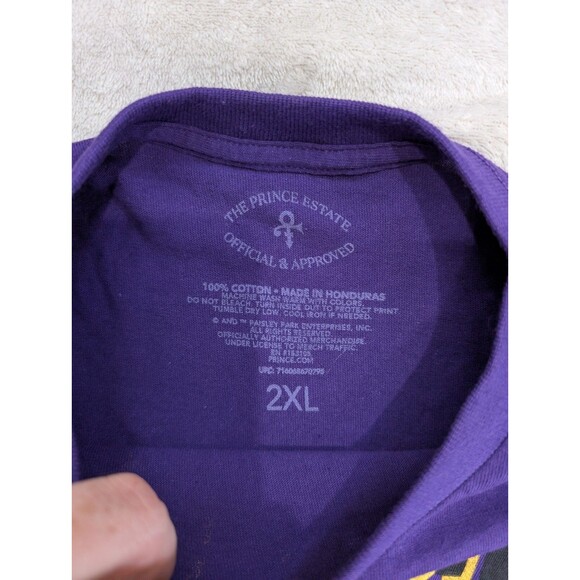 THE PRINCE ESTATE
OFFICIAL & APPROVED
100% COTTON • MADE IN HONDURAS
MACHINE WASH WARM WITH COLORS.
DO NOT BLEACH. TURN INSIDE OUT TO PROTECT PRINT
TUMBLE DRY LOW. COOL IRON IF NEEDED.
© AND ™ PAISLEY PARK ENTERPRISES, INC.
ALL RIGHTS RESERVED.
OFFICIALLY AUTHORIZED MERCHANDISE.
UNDER LICENSE TO MERCH TRAFFIC.
PRINCE.COM
UPC:
2XL